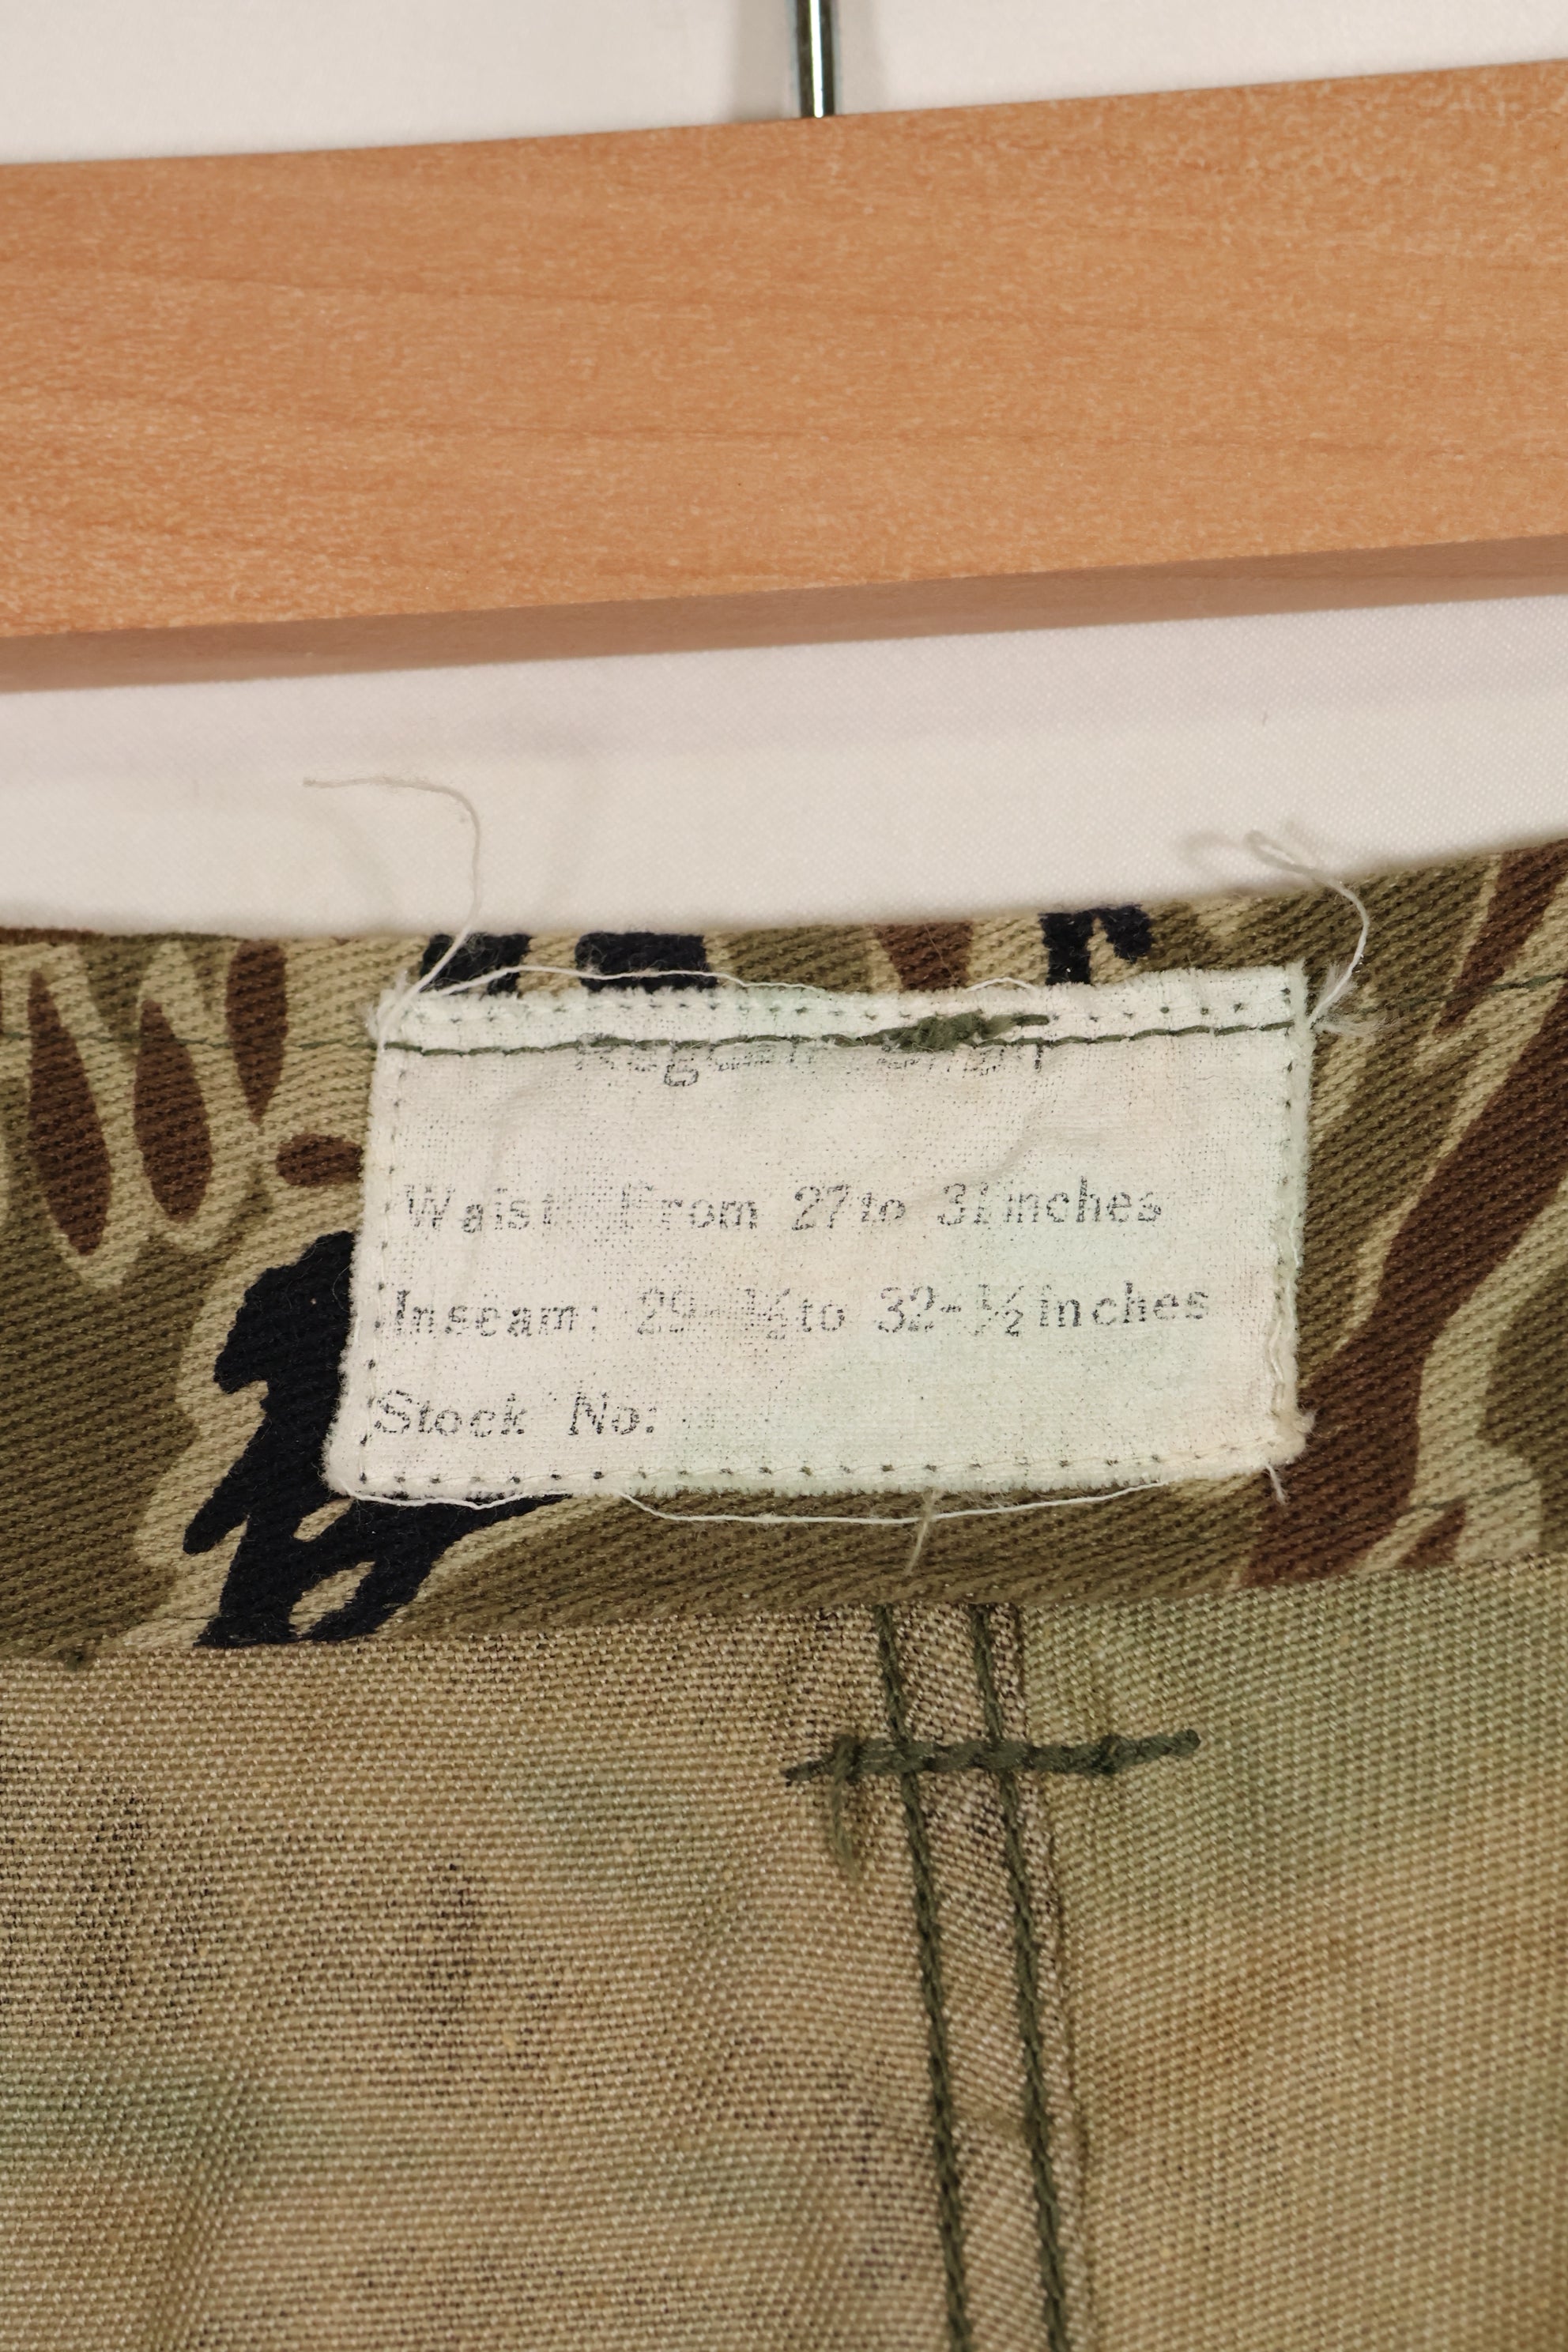 Waist: From 27 to 31 inches
Inseam: 29-½ to 32-½ inches
Stock No: